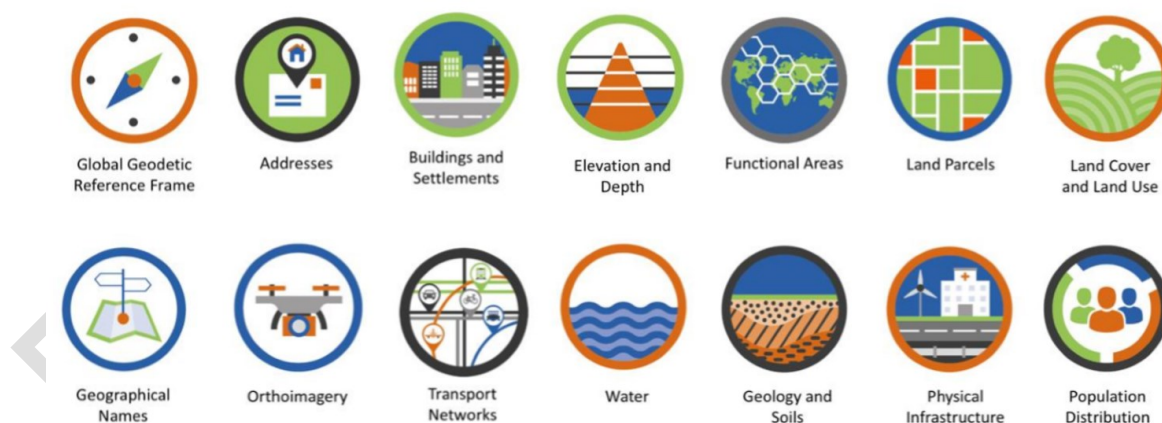 Global Geodetic
Reference Frame
Addresses
Buildings and
Settlements
Elevation and
Depth
Functional Areas
Land Parcels
Land Cover
and Land Use
Geographical
Names
Orthoimagery
Transport
Networks
Water
Geology and
Soils
Physical
Infrastructure
Population
Distribution